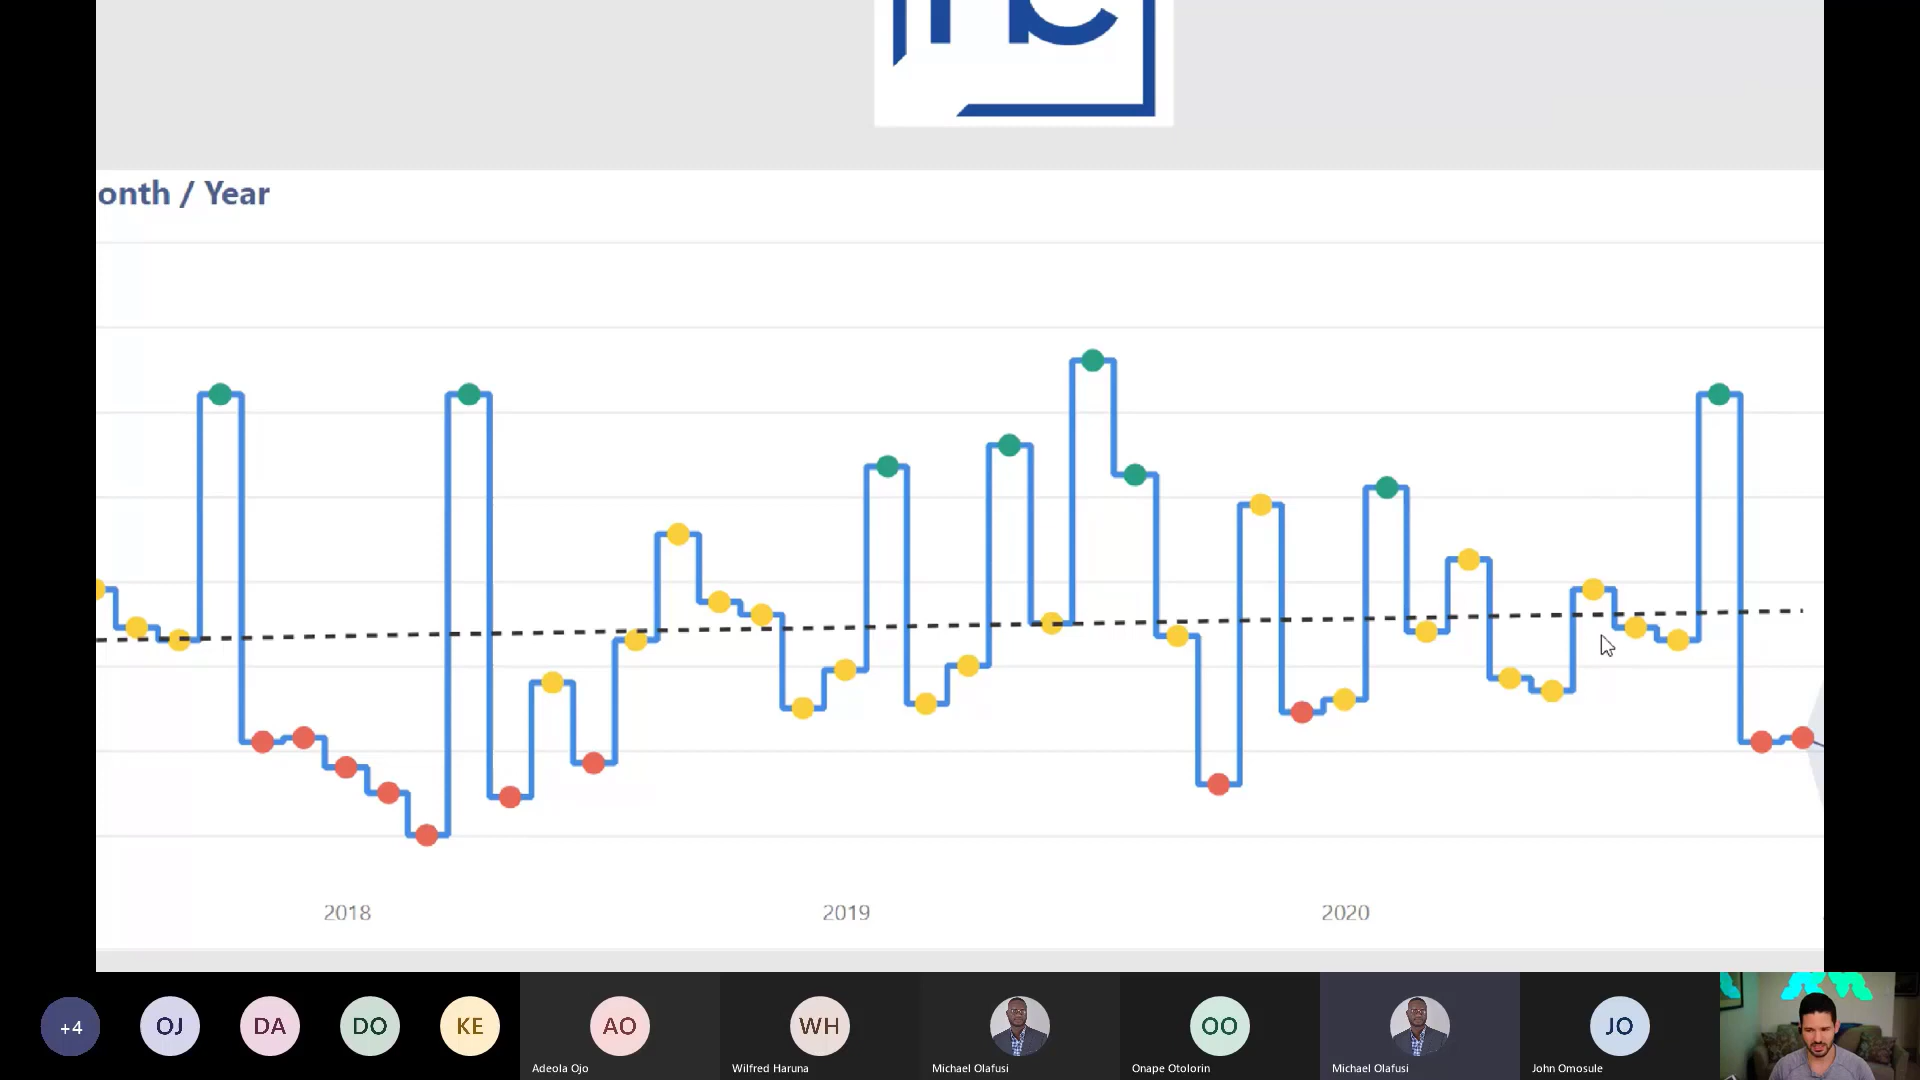 onth / Year
2018
2019
2020
+4
OJ
DA
DO
KE
AO
WH
OO
JO
Adeola Ojo
Wilfred Haruna
Michael Olafusi
Onape Otolorin
Michael Olafusi
John Omosule